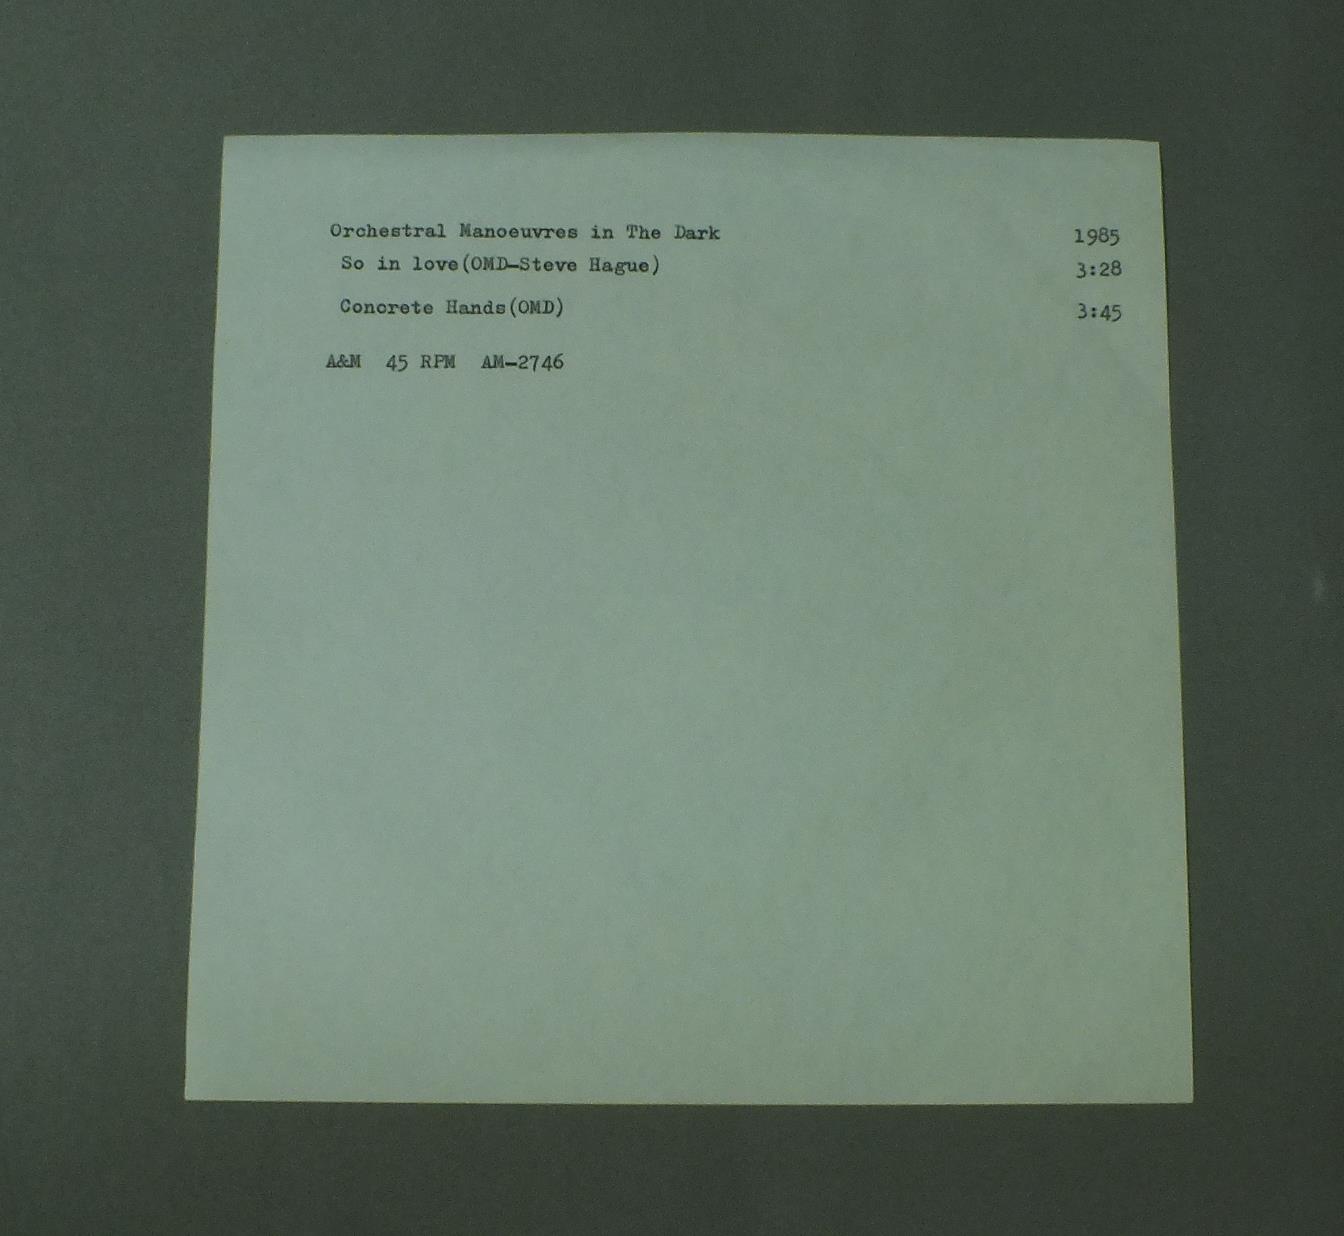 Orchestral Manoeuvres in The Dark 1985
So in love(OMD-Steve Hague) 3:28
Concrete Hands(OMD) 3:45
A&M 45 RPM AM-2746